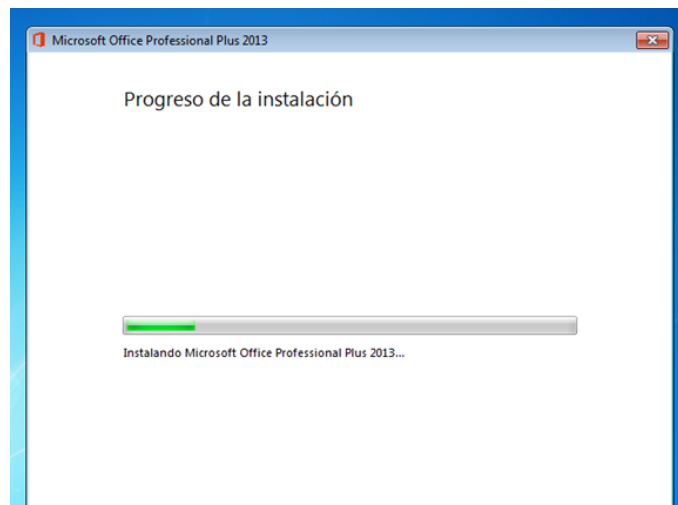 Microsoft Office Professional Plus 2013
Progreso de la instalación
Instalando Microsoft Office Professional Plus 2013...